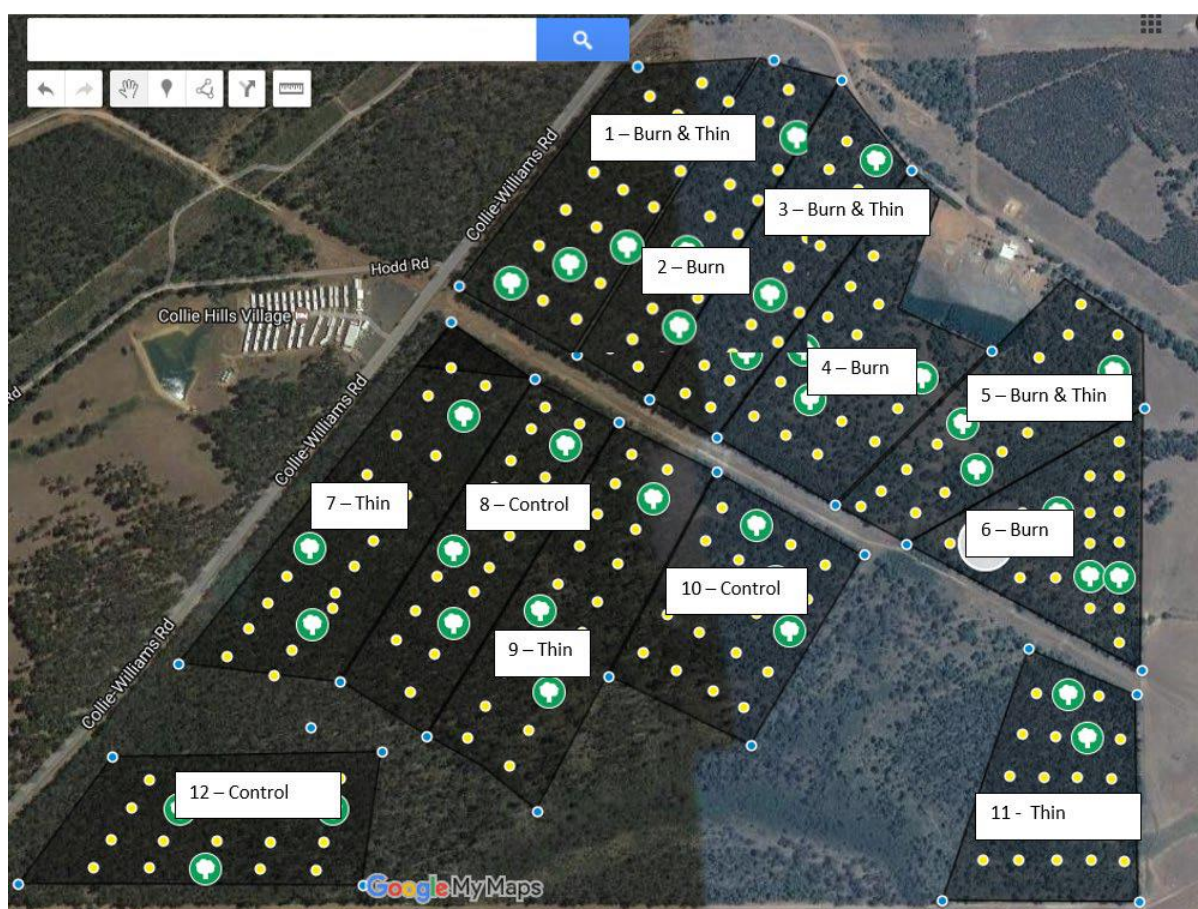 1 – Burn & Thin
Collie-Williams Rd
3 – Burn & Thin
2 – Burn
Hodd Rd
Collie Hills Village
4 – Burn
5 – Burn & Thin
Rd
Collie-Williams Rd
7 – Thin
8 – Control
6 – Burn
10 – Control
9 – Thin
Collie-Williams Rd
12 – Control
11 - Thin
Google My Maps